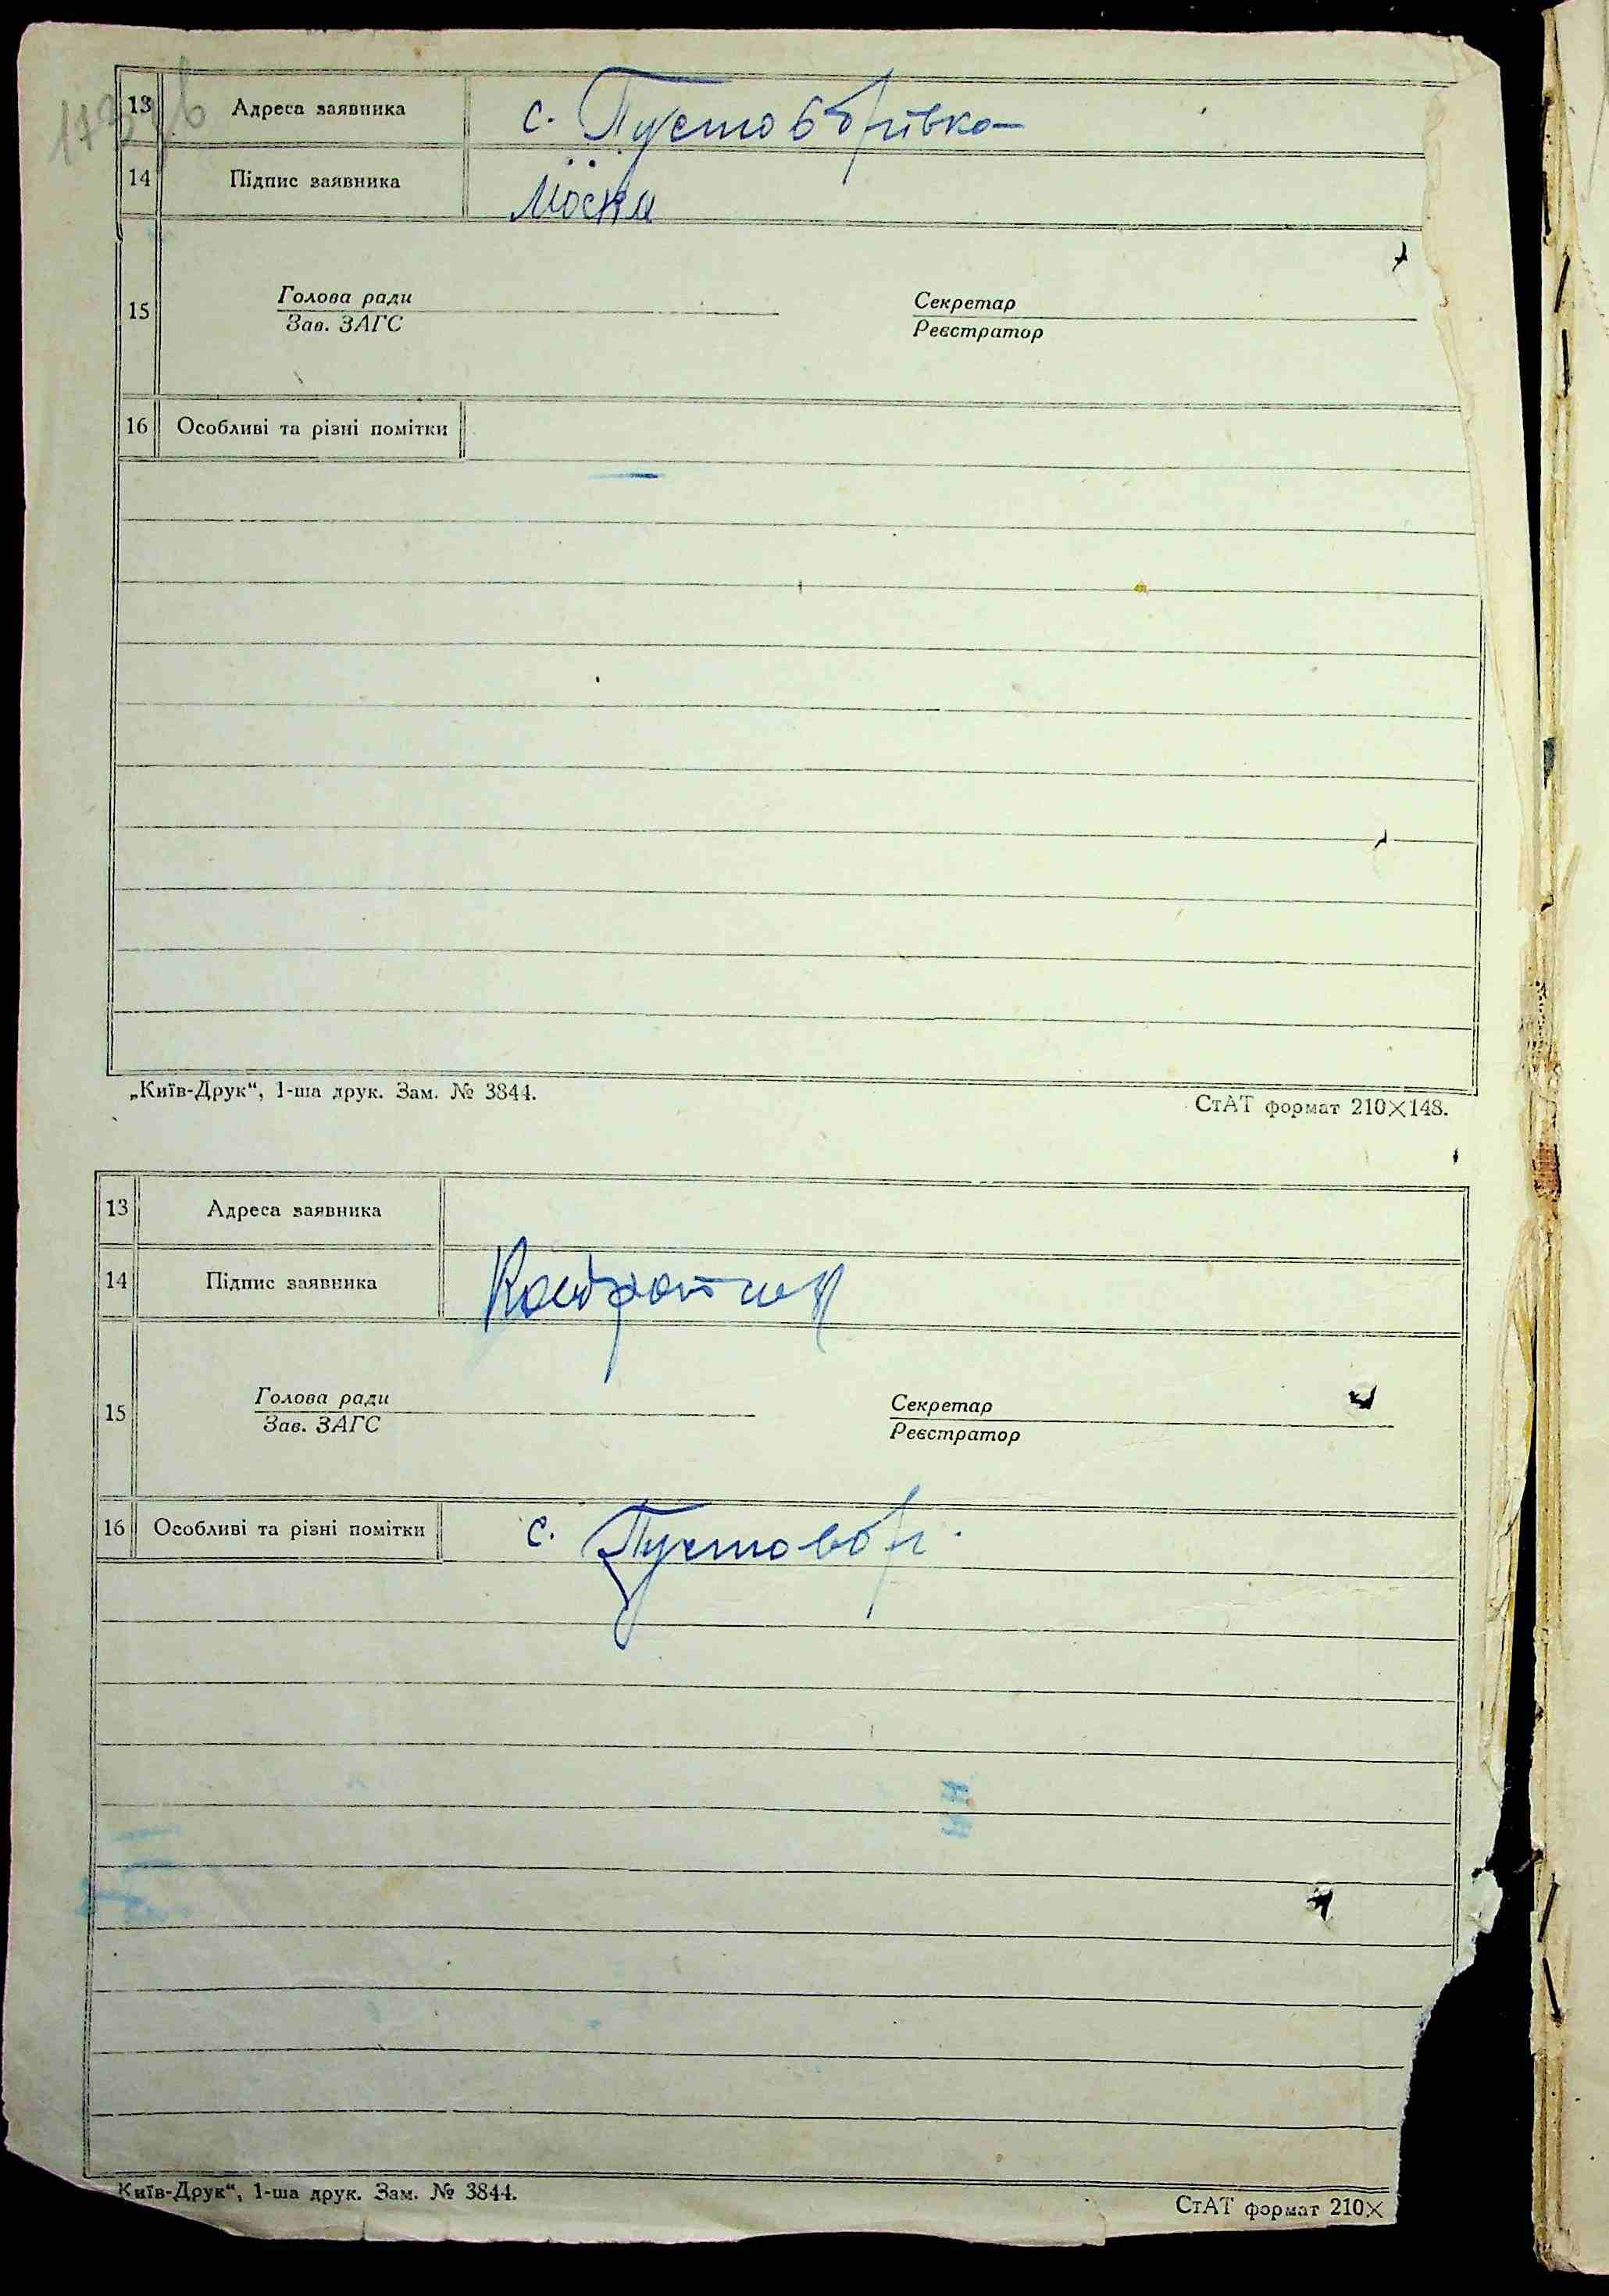 13 Адреса заявника с. Пустоварівка
14 Підпис заявника
15 Голова ради Секретар
Зав. ЗАГС Реєстратор
16 Особливі та різні помітки
„Київ-Друк“, 1-ша друк. Зам. № 3844. СтАТ формат 210×148.
13 Адреса заявника
14 Підпис заявника
15 Голова ради Секретар
Зав. ЗАГС Реєстратор
16 Особливі та різні помітки с. Пустовар.
Київ-Друк“, 1-ша друк. Зам. № 3844. СтАТ формат 210×